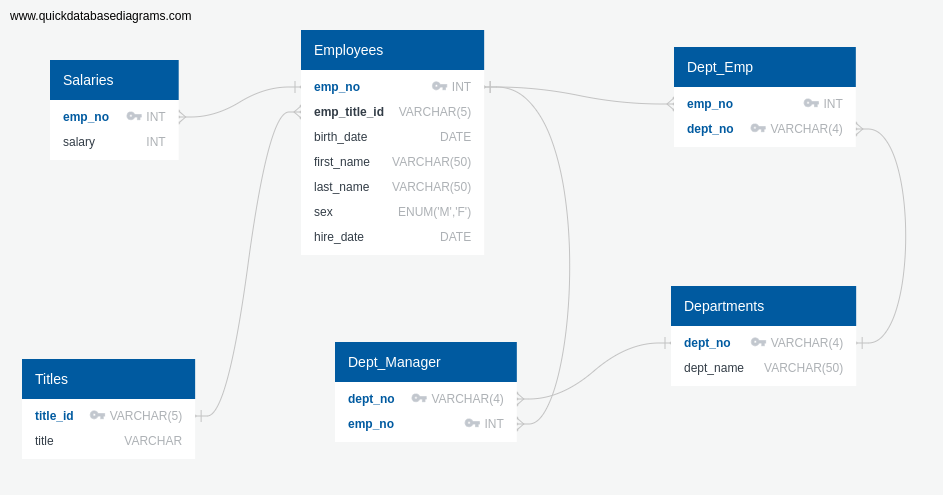 www.quickdatabasediagrams.com
Salaries
emp_no INT
salary INT
Employees
emp_no INT
emp_title_id VARCHAR(5)
birth_date DATE
first_name VARCHAR(50)
last_name VARCHAR(50)
sex ENUM('M','F')
hire_date DATE
Dept_Emp
emp_no INT
dept_no VARCHAR(4)
Departments
dept_no VARCHAR(4)
dept_name VARCHAR(50)
Dept_Manager
dept_no VARCHAR(4)
emp_no INT
Titles
title_id VARCHAR(5)
title VARCHAR